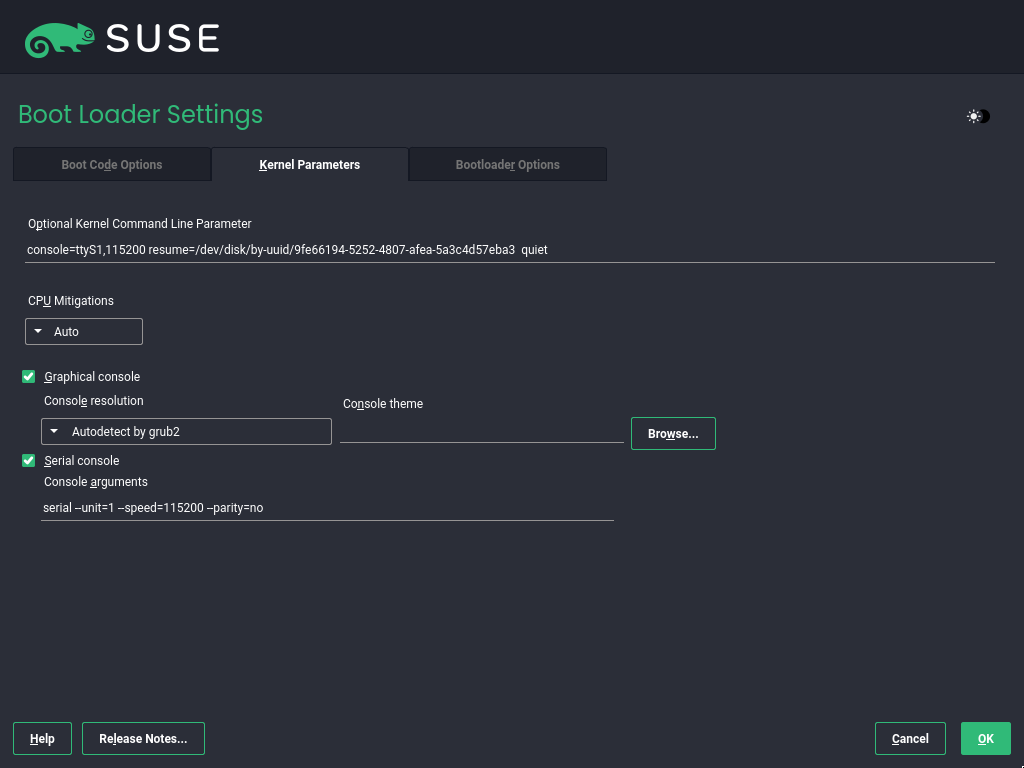 SUSE
Boot Loader Settings
Boot Code Options Kernel Parameters Bootloader Options
Optional Kernel Command Line Parameter
console=ttyS1,115200 resume=/dev/disk/by-uuid/9fe66194-5252-4807-afea-5a3c4d57eba3  quiet
CPU Mitigations
Auto
Graphical console
Console resolution Console theme
Autodetect by grub2 Browse...
Serial console
Console arguments
serial --unit=1 --speed=115200 --parity=no
Help Release Notes... Cancel OK